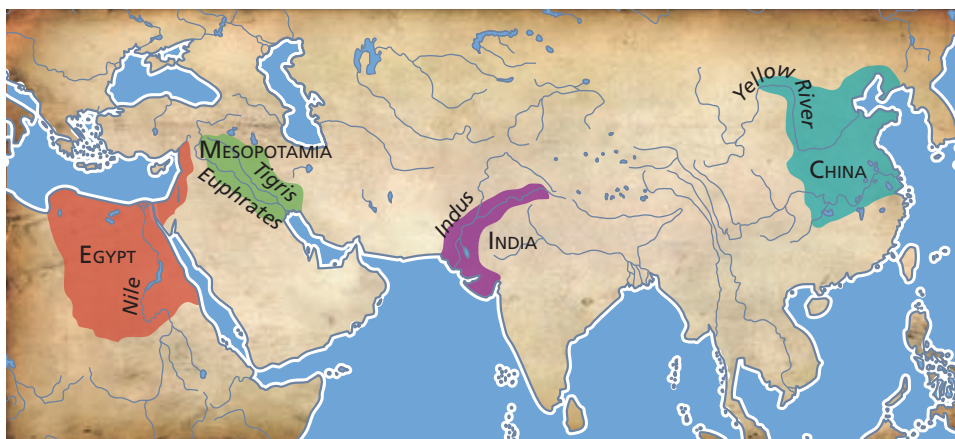 Yellow River
MESOPOTAMIA
Tigris
Euphrates
CHINA
Indus
INDIA
EGYPT
Nile